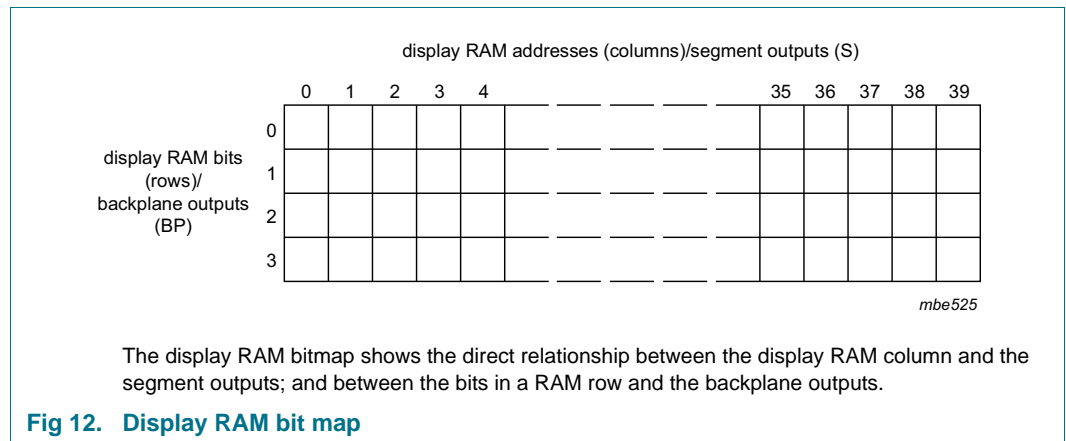 display RAM addresses (columns)/segment outputs (S)
0 1 2 3 4 35 36 37 38 39
0
display RAM bits
(rows)/
backplane outputs
(BP)
1
2
3
mbe525
The display RAM bitmap shows the direct relationship between the display RAM column and the
segment outputs; and between the bits in a RAM row and the backplane outputs.
Fig 12. Display RAM bit map